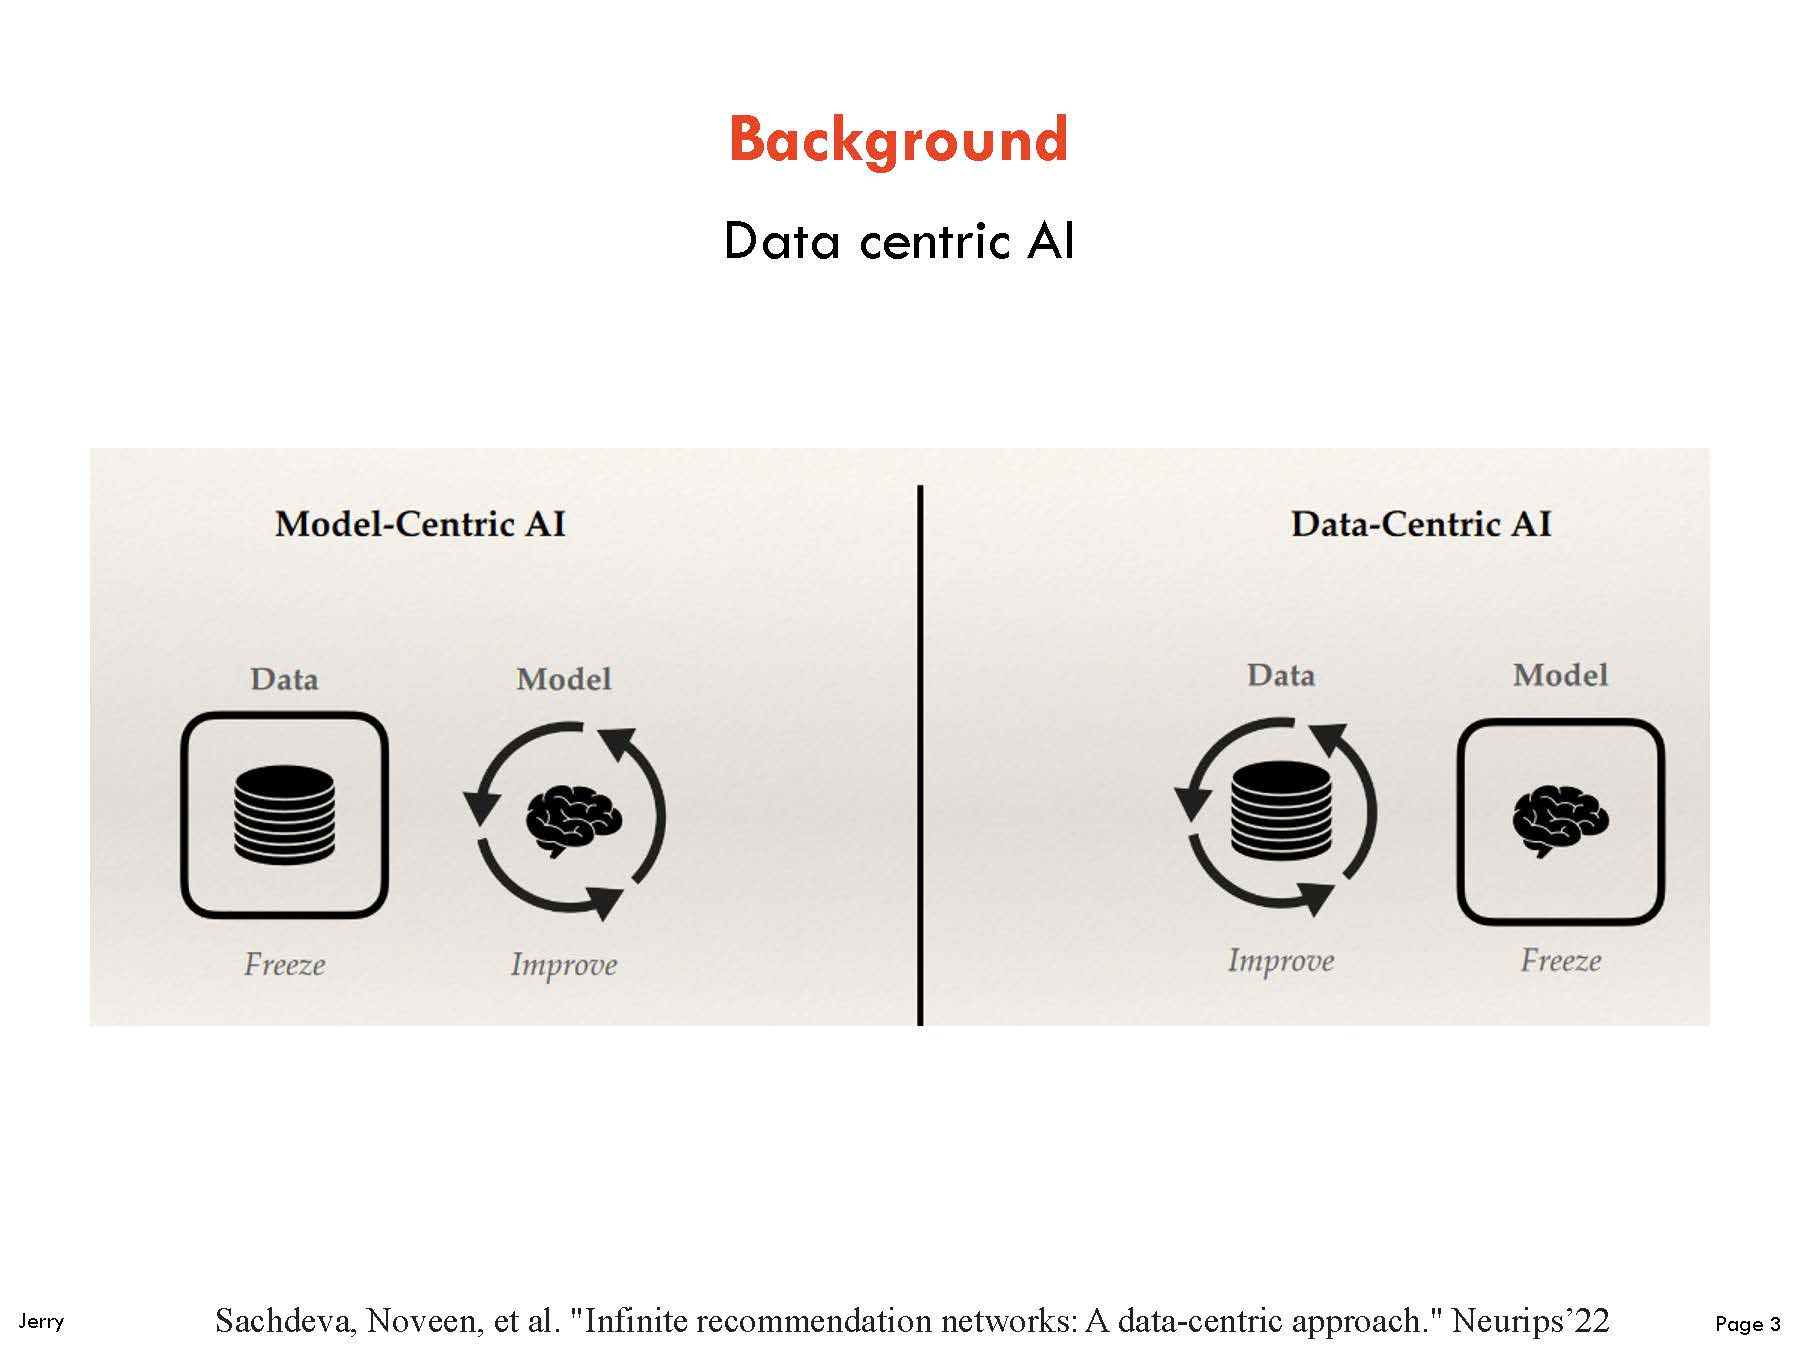 Background
Data centric AI
Model-Centric AI
Data
Model
Freeze
Improve
Data-Centric AI
Data
Model
Improve
Freeze
Jerry
Sachdeva, Noveen, et al. "Infinite recommendation networks: A data-centric approach." Neurips’22
Page 3